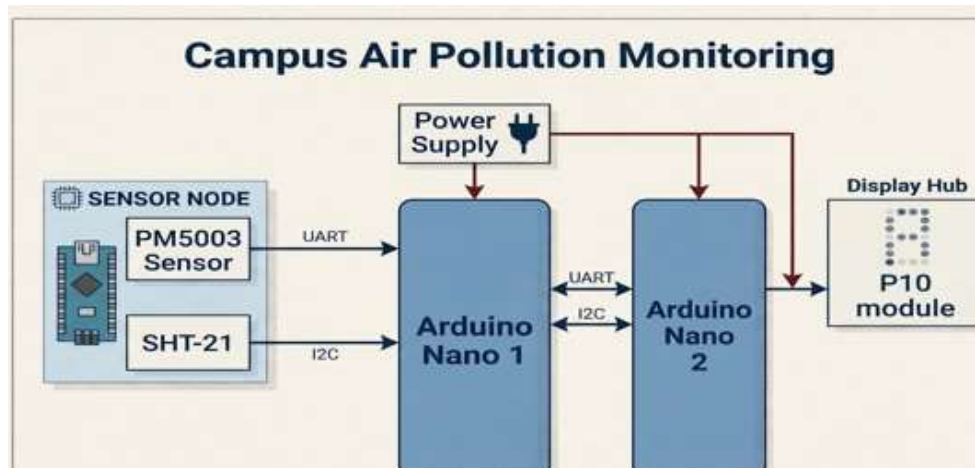 Campus Air Pollution Monitoring
Power
Supply
SENSOR NODE
PM5003
Sensor
UART
SHT-21
I2C
Arduino
Nano 1
UART
I2C
Arduino
Nano
2
Display Hub
P10
module